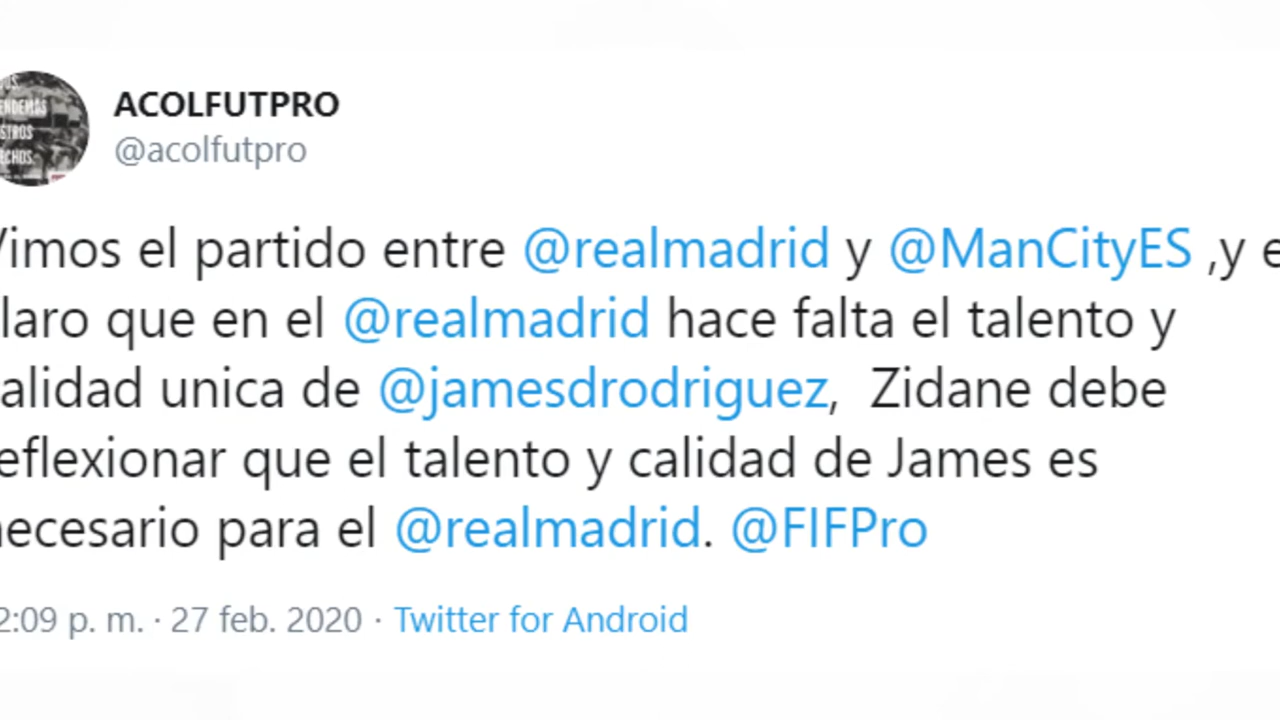 ACOLFUTPRO
@acolfutpro
Vimos el partido entre @realmadrid y @ManCityES ,y e
laro que en el @realmadrid hace falta el talento y
alidad unica de @jamesdrodriguez, Zidane debe
eflexionar que el talento y calidad de James es
necesario para el @realmadrid. @FIFPro
2:09 p. m. · 27 feb. 2020 · Twitter for Android